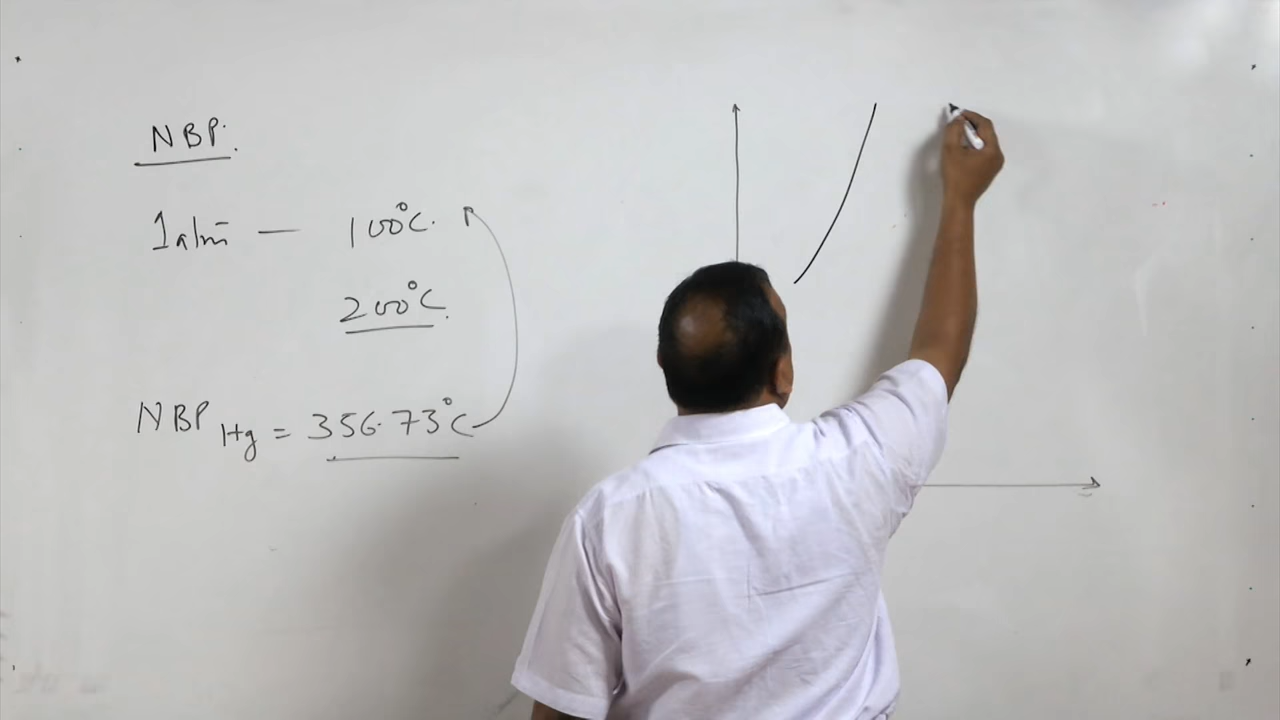 NBP.
1 atm — 100°C.
200°C.
NBP Hg = 356.73°C